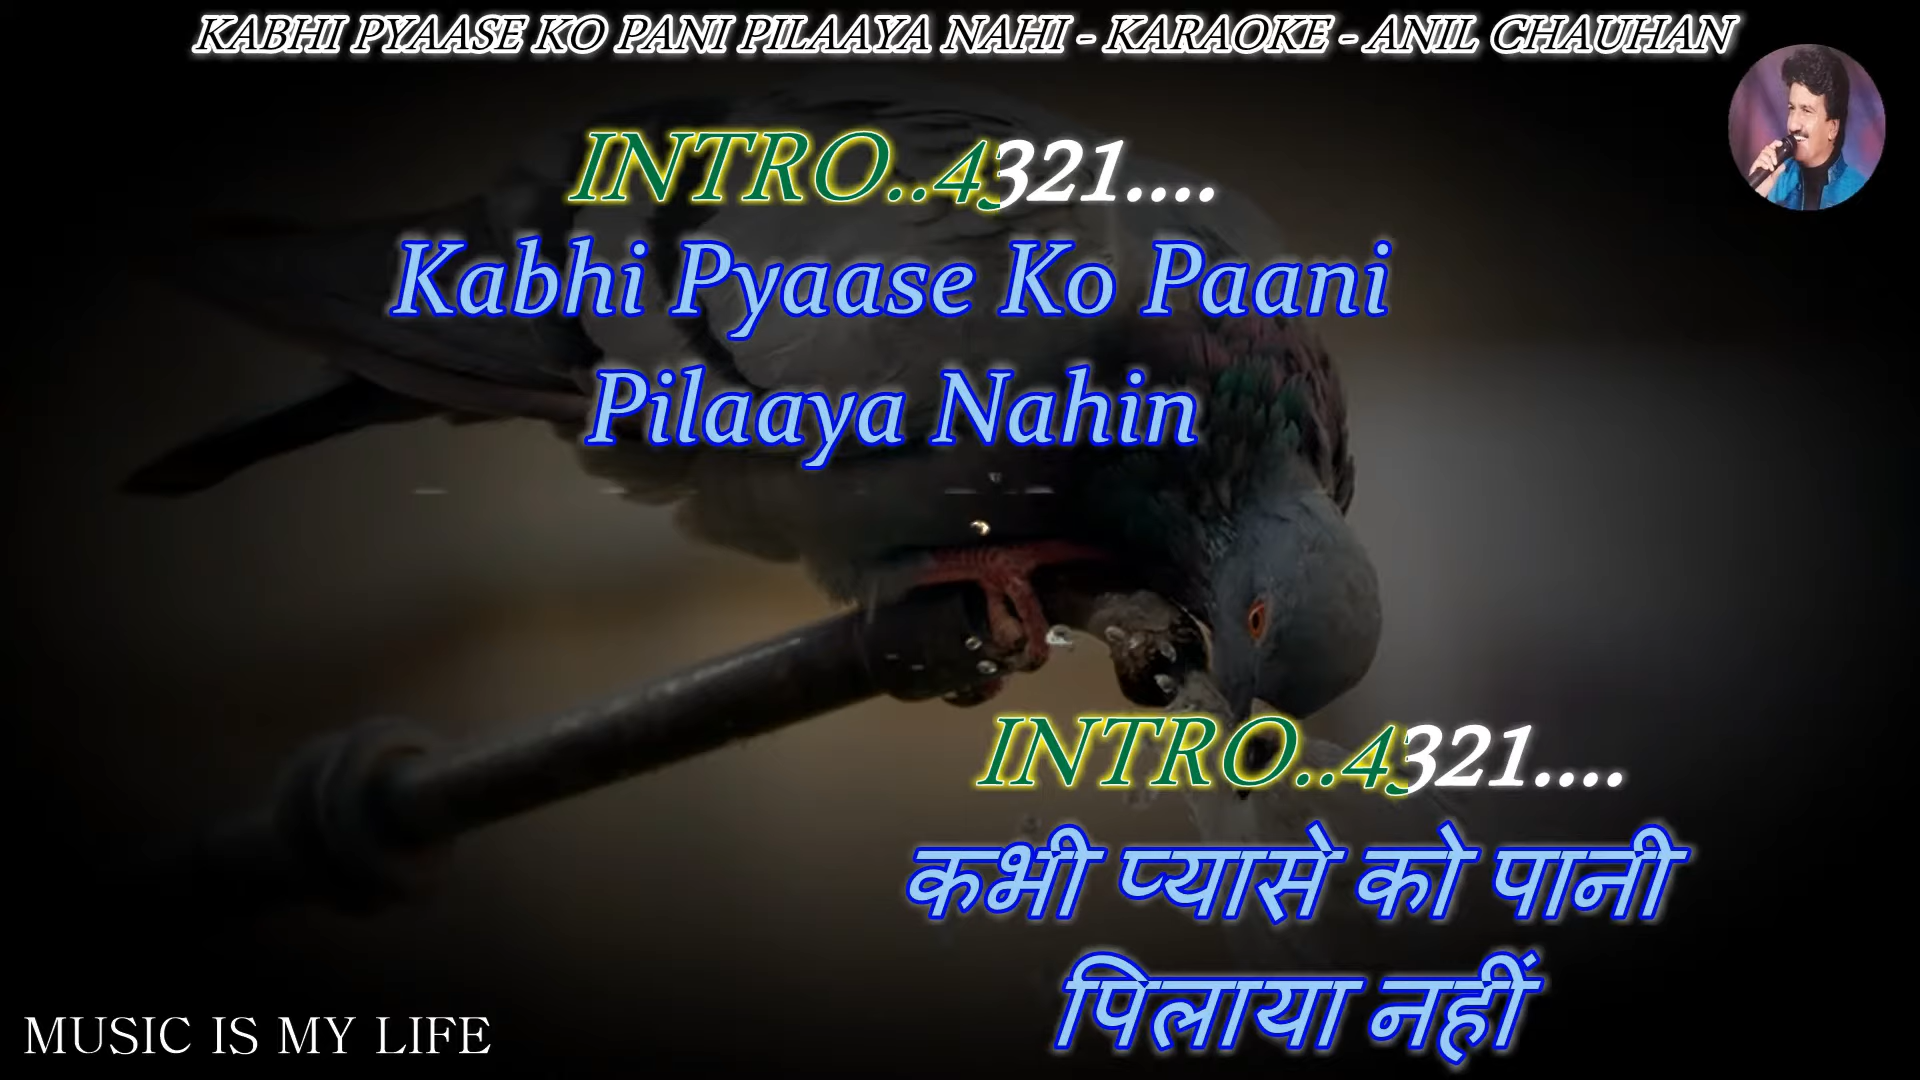 KABHI PYAASE KO PANI PILAAYA NAHI - KARAOKE - ANIL CHAUHAN
INTRO..4321....
Kabhi Pyaase Ko Paani
Pilaaya Nahin
INTRO..4321....
कभी प्यासे को पानी
पिलाया नहीं
MUSIC IS MY LIFE